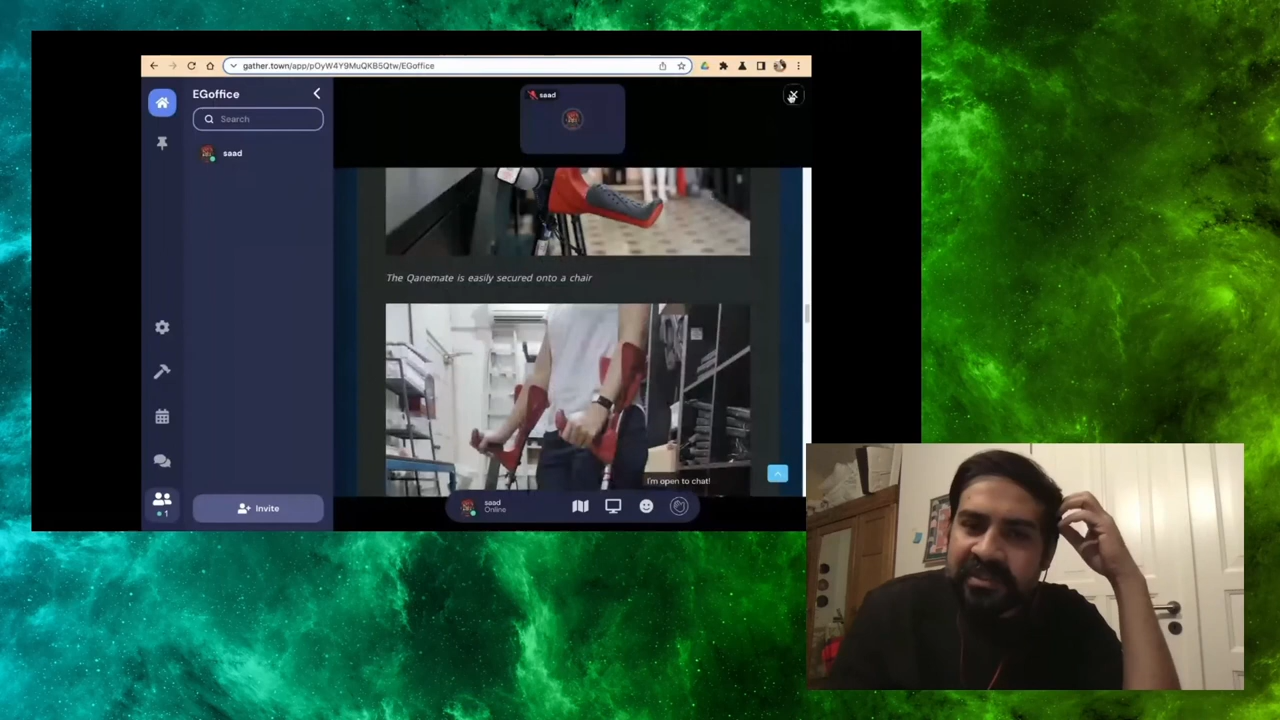 gather.town/app/pOyW4Y9MuQKB5Qtw/EGoffice
EGoffice
Search
saad
saad
The Qanemate is easily secured onto a chair
I'm open to chat!
1
Invite
saad
Online